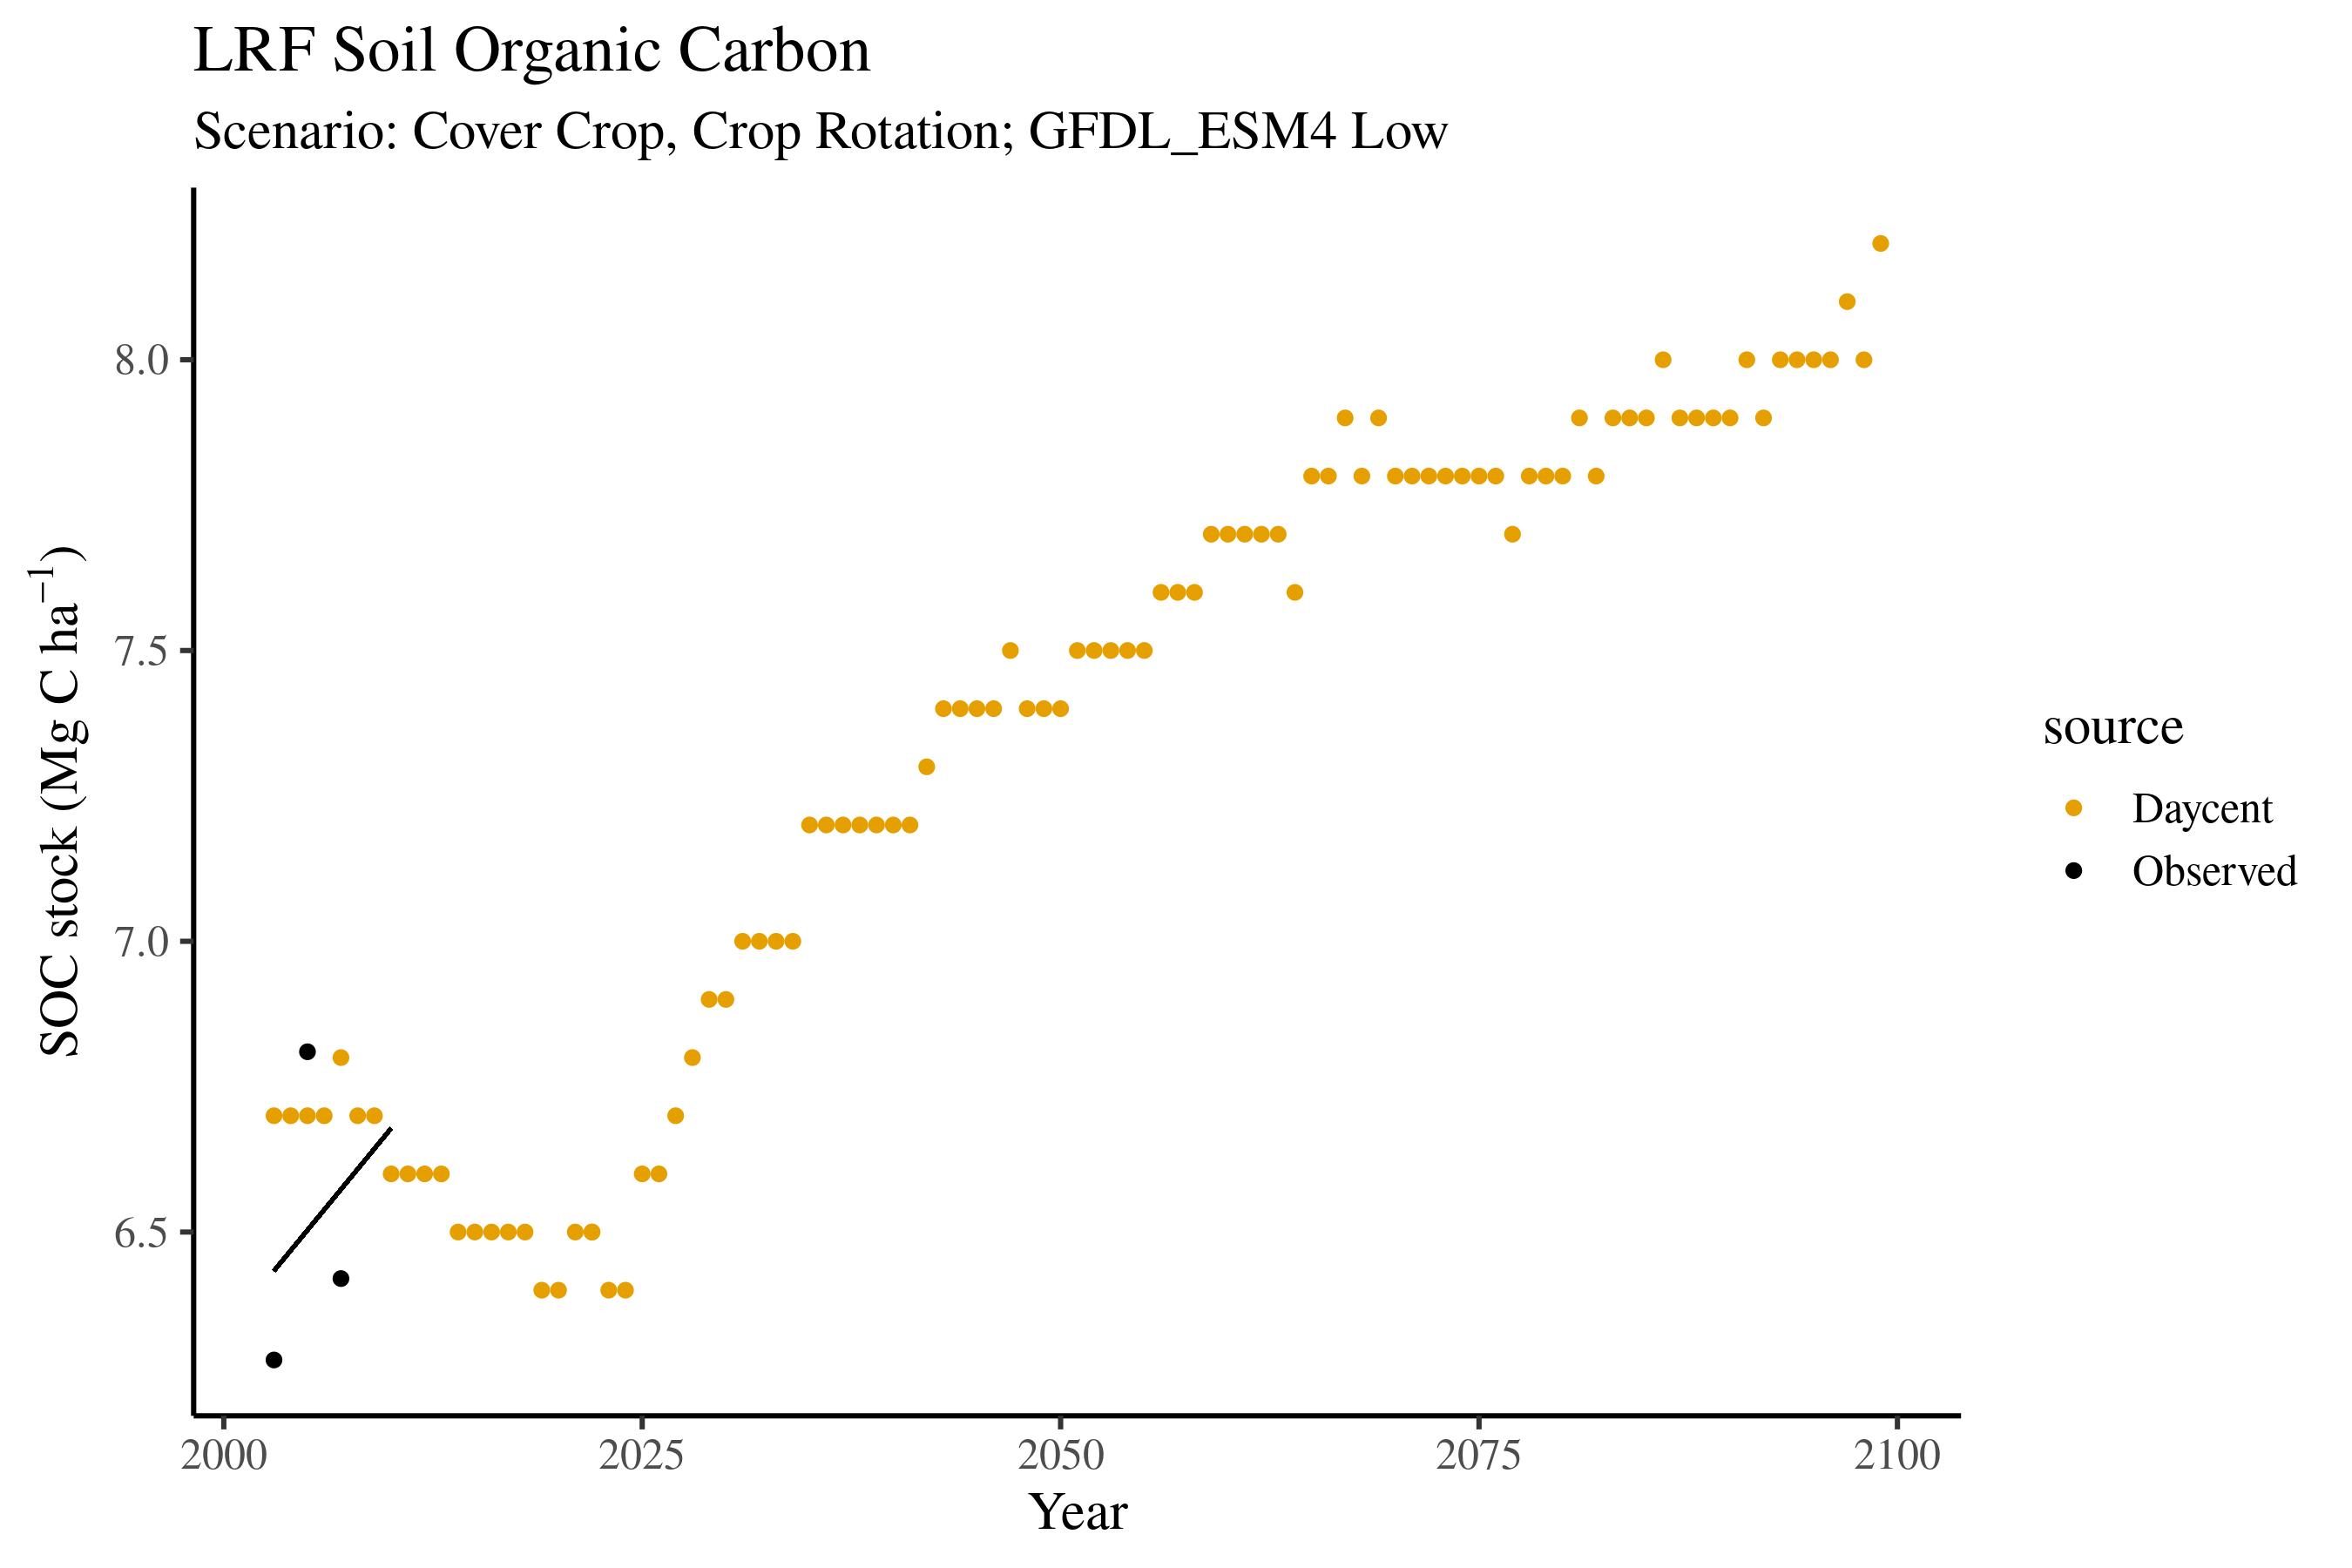 LRF Soil Organic Carbon
Scenario: Cover Crop, Crop Rotation; GFDL_ESM4 Low
SOC stock (Mg C ha⁻¹)
8.0
7.5
7.0
6.5
2000 2025 2050 2075 2100
Year
source
Daycent
Observed